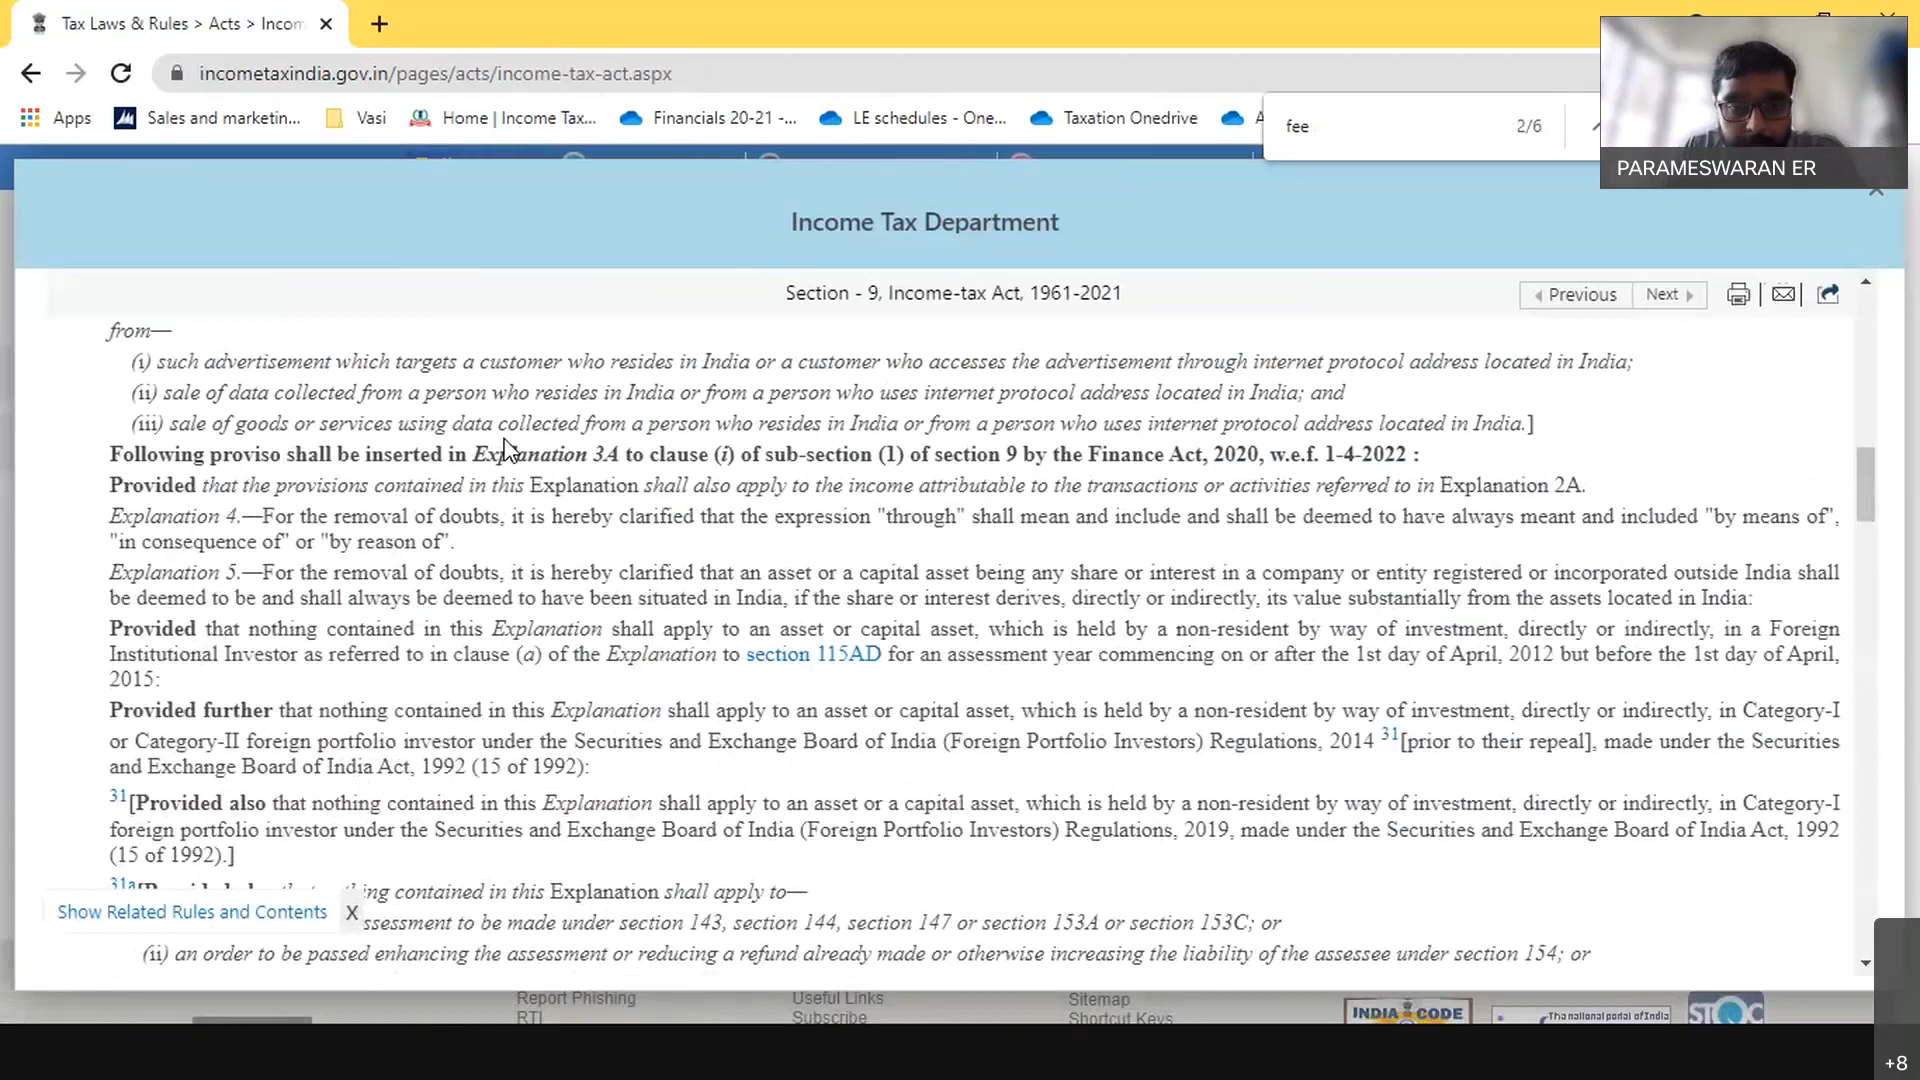 Tax Laws & Rules > Acts > Incom
incometaxindia.gov.in/pages/acts/income-tax-act.aspx
Apps
Sales and marketin...
Vasi
Home | Income Tax...
Financials 20-21 -...
LE schedules - One...
Taxation Onedrive
A
fee
2/6
PARAMESWARAN ER
Income Tax Department
Section - 9, Income-tax Act, 1961-2021
Previous
Next
from—
(i) such advertisement which targets a customer who resides in India or a customer who accesses the advertisement through internet protocol address located in India;
(ii) sale of data collected from a person who resides in India or from a person who uses internet protocol address located in India; and
(iii) sale of goods or services using data collected from a person who resides in India or from a person who uses internet protocol address located in India.]
Following proviso shall be inserted in Explanation 3A to clause (i) of sub-section (1) of section 9 by the Finance Act, 2020, w.e.f. 1-4-2022 :
Provided that the provisions contained in this Explanation shall also apply to the income attributable to the transactions or activities referred to in Explanation 2A.
Explanation 4.—For the removal of doubts, it is hereby clarified that the expression "through" shall mean and include and shall be deemed to have always meant and included "by means of",
"in consequence of" or "by reason of".
Explanation 5.—For the removal of doubts, it is hereby clarified that an asset or a capital asset being any share or interest in a company or entity registered or incorporated outside India shall
be deemed to be and shall always be deemed to have been situated in India, if the share or interest derives, directly or indirectly, its value substantially from the assets located in India:
Provided that nothing contained in this Explanation shall apply to an asset or capital asset, which is held by a non-resident by way of investment, directly or indirectly, in a Foreign
Institutional Investor as referred to in clause (a) of the Explanation to section 115AD for an assessment year commencing on or after the 1st day of April, 2012 but before the 1st day of April,
2015:
Provided further that nothing contained in this Explanation shall apply to an asset or capital asset, which is held by a non-resident by way of investment, directly or indirectly, in Category-I
or Category-II foreign portfolio investor under the Securities and Exchange Board of India (Foreign Portfolio Investors) Regulations, 2014 31[prior to their repeal], made under the Securities
and Exchange Board of India Act, 1992 (15 of 1992):
31[Provided also that nothing contained in this Explanation shall apply to an asset or a capital asset, which is held by a non-resident by way of investment, directly or indirectly, in Category-I
foreign portfolio investor under the Securities and Exchange Board of India (Foreign Portfolio Investors) Regulations, 2019, made under the Securities and Exchange Board of India Act, 1992
(15 of 1992).]
contained in this Explanation shall apply to—
Show Related Rules and Contents X
assessment to be made under section 143, section 144, section 147 or section 153A or section 153C; or
(ii) an order to be passed enhancing the assessment or reducing a refund already made or otherwise increasing the liability of the assessee under section 154; or
Report Phishing
Useful Links
Sitemap
RTI
Subscribe
Shortcut Keys
INDIA CODE
The national portal of India
STQC
+8